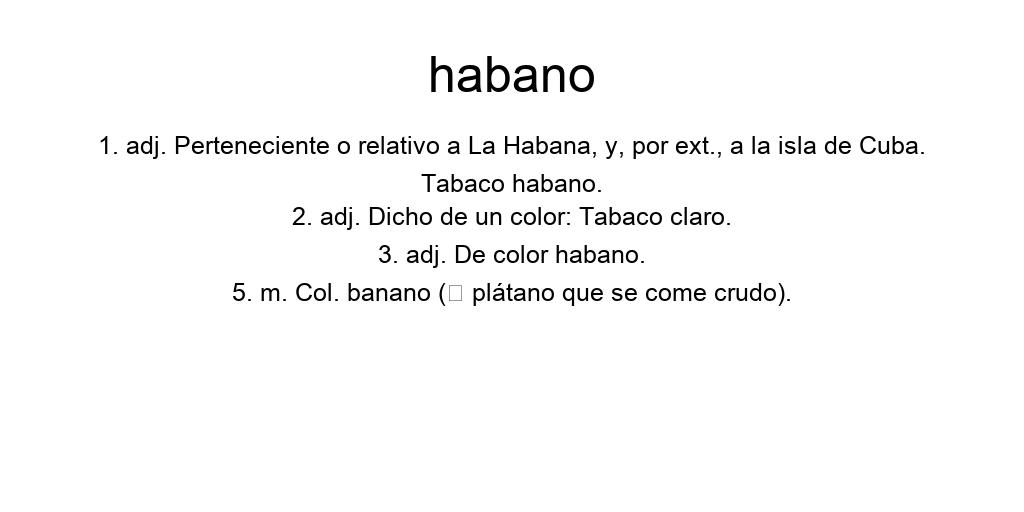 habano
1. adj. Perteneciente o relativo a La Habana, y, por ext., a la isla de Cuba.
Tabaco habano.
2. adj. Dicho de un color: Tabaco claro.
3. adj. De color habano.
5. m. Col. banano (□ plátano que se come crudo).